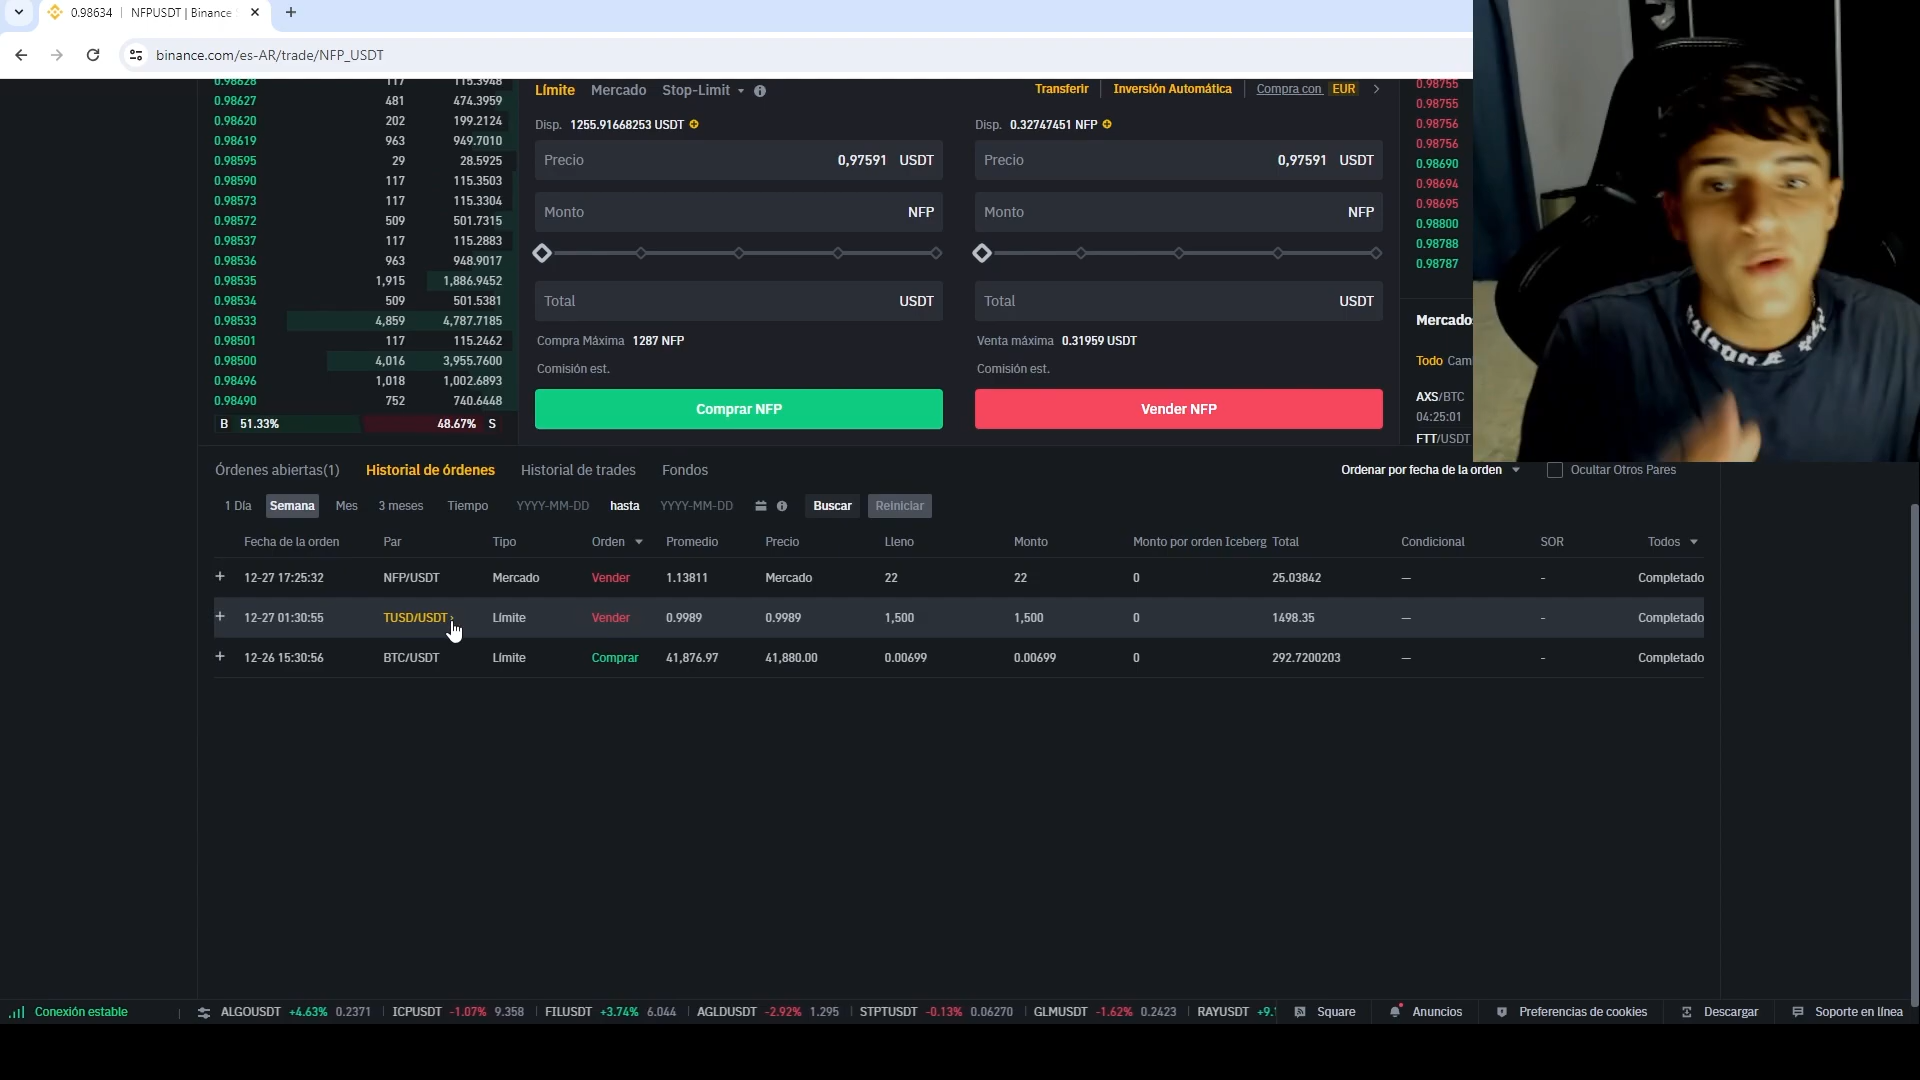 0.98634 | NFPUSDT | Binance
binance.com/es-AR/trade/NFP_USDT
0.98628 117 115.3948
0.98627 481 474.3959
0.98620 202 199.2124
0.98619 963 949.7010
0.98595 29 28.5925
0.98590 117 115.3503
0.98573 117 115.3304
0.98572 509 501.7315
0.98537 117 115.2883
0.98536 963 948.9017
0.98535 1,915 1,886.9452
0.98534 509 501.5381
0.98533 4,859 4,787.7185
0.98501 117 115.2462
0.98500 4,016 3,955.7600
0.98496 1,018 1,002.6893
0.98490 752 740.6448
B 51.33% 48.67% S
Límite Mercado Stop-Limit
Transferir | Inversión Automática | Compra con EUR
Disp. 1255.91668253 USDT
Precio 0,97591 USDT
Monto NFP
Total USDT
Compra Máxima 1287 NFP
Comisión est.
Comprar NFP
Disp. 0.32747451 NFP
Precio 0,97591 USDT
Monto NFP
Total USDT
Venta máxima 0.31959 USDT
Comisión est.
Vender NFP
0.98755
0.98755
0.98756
0.98756
0.98690
0.98694
0.98695
0.98800
0.98788
0.98787
Mercado
Todo Cam
AXS/BTC
04:25:01
FTT/USDT
Órdenes abiertas(1) Historial de órdenes Historial de trades Fondos Ordenar por fecha de la orden Ocultar Otros Pares
1 Día Semana Mes 3 meses Tiempo YYYY-MM-DD hasta YYYY-MM-DD Buscar Reiniciar
Fecha de la orden Par Tipo Orden Promedio Precio Lleno Monto Monto por orden Iceberg Total Condicional SOR Todos
+ 12-27 17:25:32 NFP/USDT Mercado Vender 1.13811 Mercado 22 22 0 25.03842 — - Completado
+ 12-27 01:30:55 TUSD/USDT Límite Vender 0.9989 0.9989 1,500 1,500 0 1498.35 — - Completado
+ 12-26 15:30:56 BTC/USDT Límite Comprar 41,876.97 41,880.00 0.00699 0.00699 0 292.7200203 — - Completado
Conexión estable | ALGOUSDT +4.63% 0.2371 | ICPUSDT -1.07% 9.358 | FILUSDT +3.74% 6.044 | AGLDUSDT -2.92% 1.295 | STPTUSDT -0.13% 0.06270 | GLMUSDT -1.62% 0.2423 | RAYUSDT +9. Square Anuncios Preferencias de cookies Descargar Soporte en línea